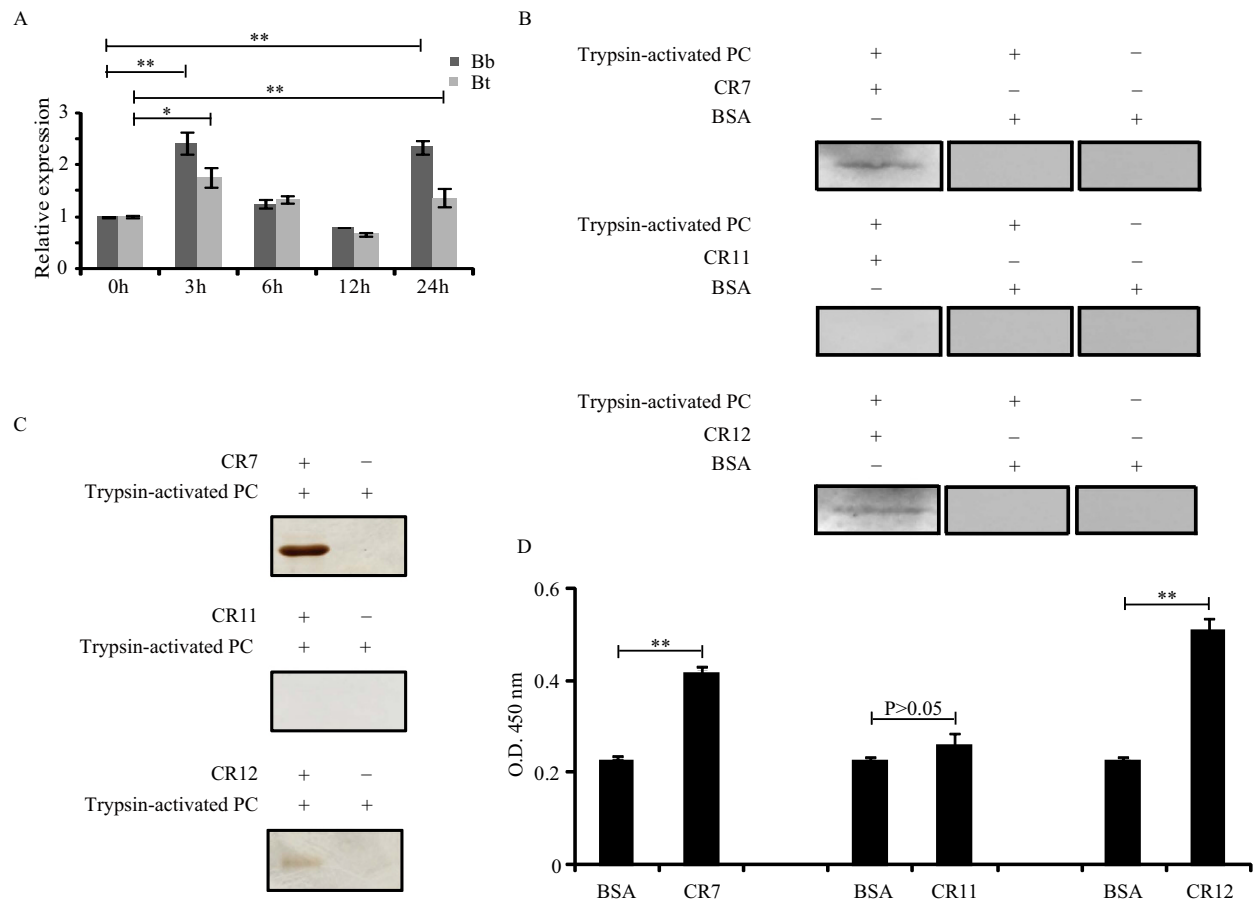 A
**
**
**
*
Bb
Bt
Relative expression
3
2
1
0
0h 3h 6h 12h 24h
B
Trypsin-activated PC + + −
CR7 + − −
BSA − + +
Trypsin-activated PC + + −
CR11 + − −
BSA − + +
Trypsin-activated PC + + −
CR12 + − −
BSA − + +
C
CR7 + −
Trypsin-activated PC + +
CR11 + −
Trypsin-activated PC + +
CR12 + −
Trypsin-activated PC + +
D
O.D. 450 nm
0.6
0.4
0.2
0
**
P>0.05
**
BSA CR7 BSA CR11 BSA CR12